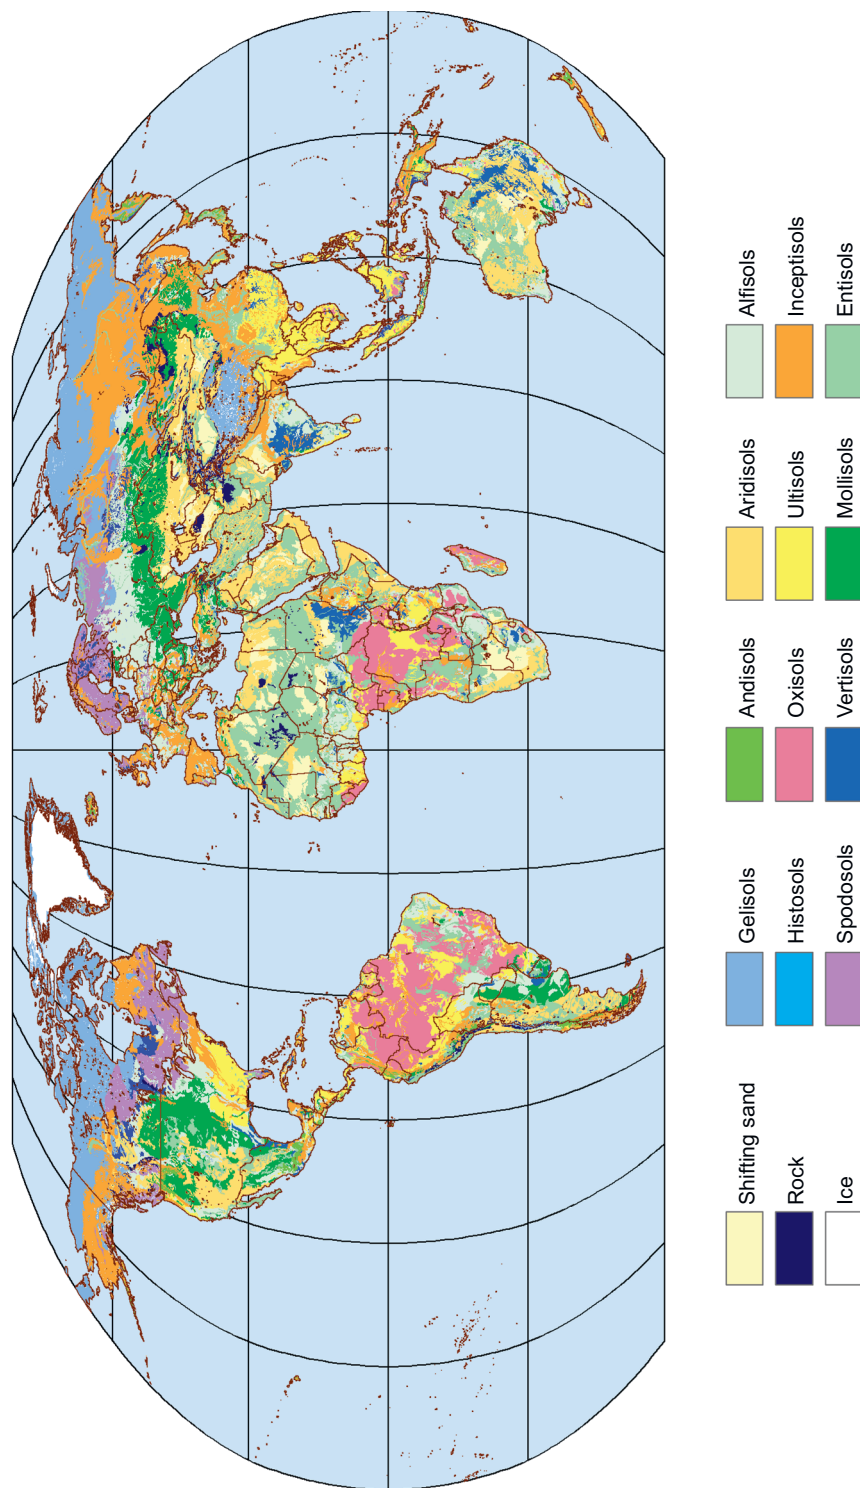 Shifting sand
Rock
Ice
Gelisols
Histosols
Spodosols
Andisols
Oxisols
Vertisols
Aridisols
Ultisols
Mollisols
Alfisols
Inceptisols
Entisols